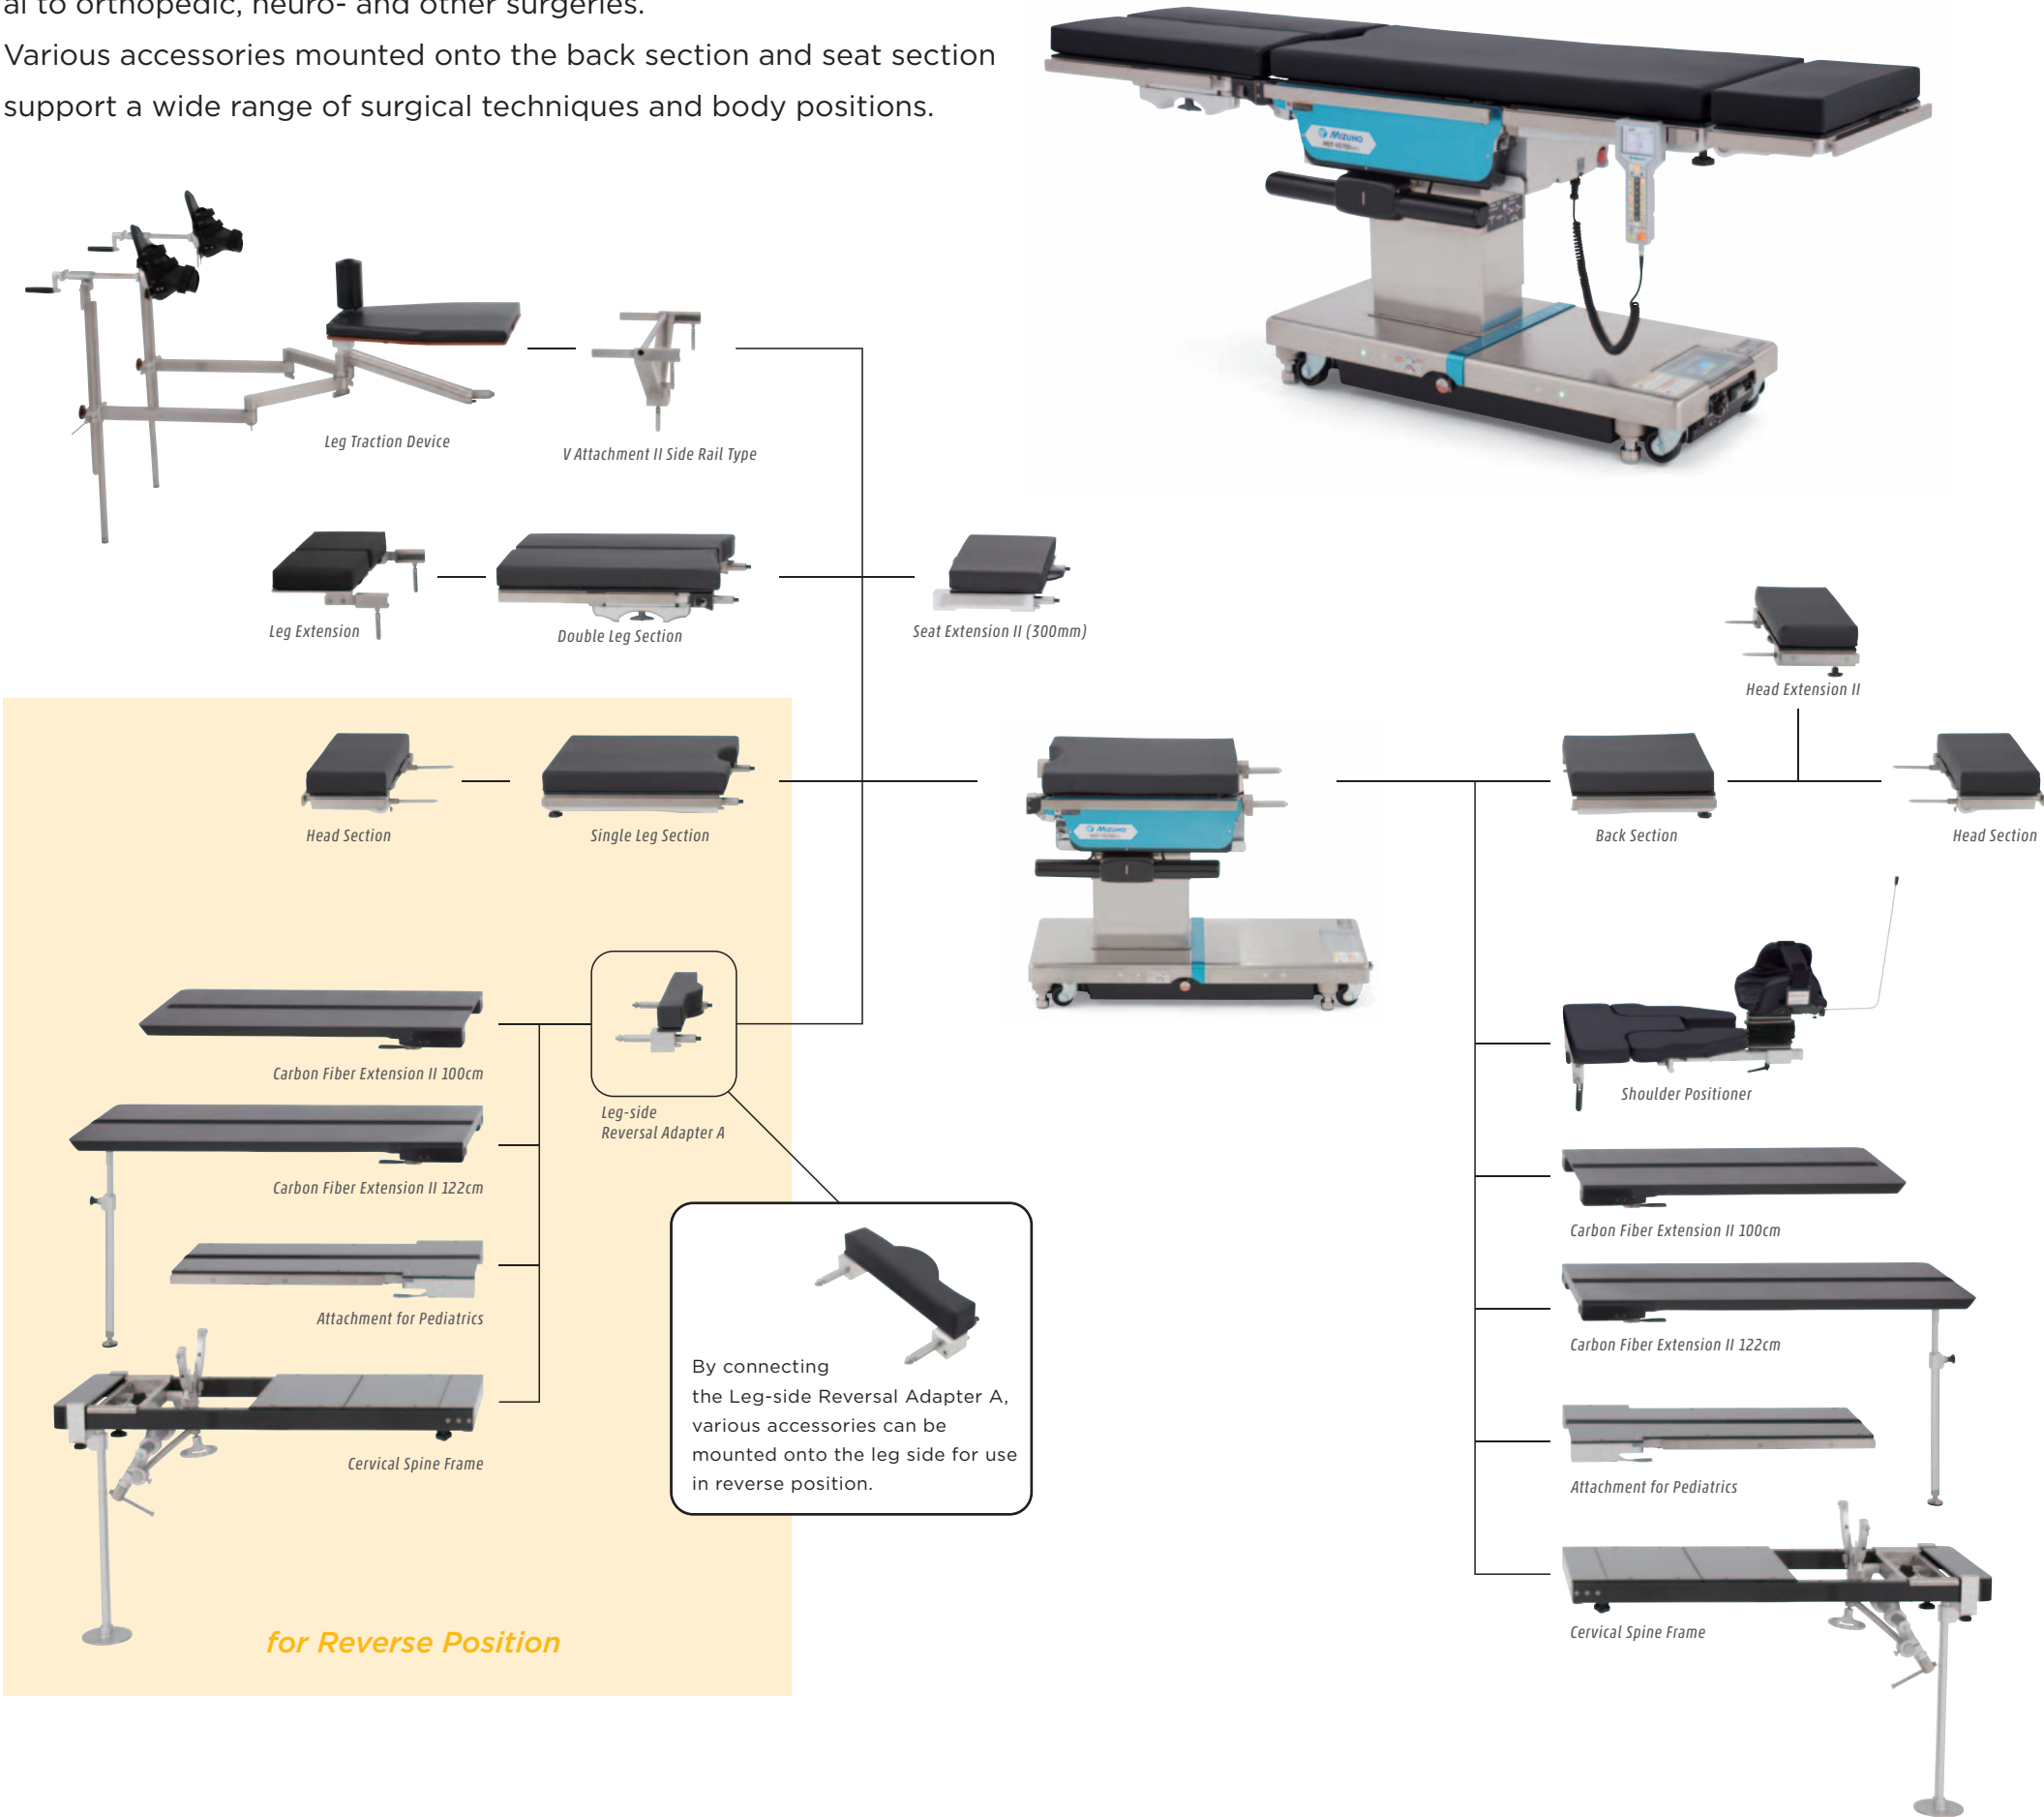 al to orthopedic, neuro- and other surgeries.
Various accessories mounted onto the back section and seat section
support a wide range of surgical techniques and body positions.
MIZUHO
Leg Traction Device
V Attachment II Side Rail Type
Leg Extension
Double Leg Section
Seat Extension II (300mm)
Head Extension II
Head Section
Single Leg Section
MIZUHO
Back Section
Head Section
Carbon Fiber Extension II 100cm
Leg-side
Reversal Adapter A
Shoulder Positioner
Carbon Fiber Extension II 122cm
Carbon Fiber Extension II 100cm
Attachment for Pediatrics
Carbon Fiber Extension II 122cm
By connecting
the Leg-side Reversal Adapter A,
various accessories can be
mounted onto the leg side for use
in reverse position.
Cervical Spine Frame
Attachment for Pediatrics
Cervical Spine Frame
for Reverse Position